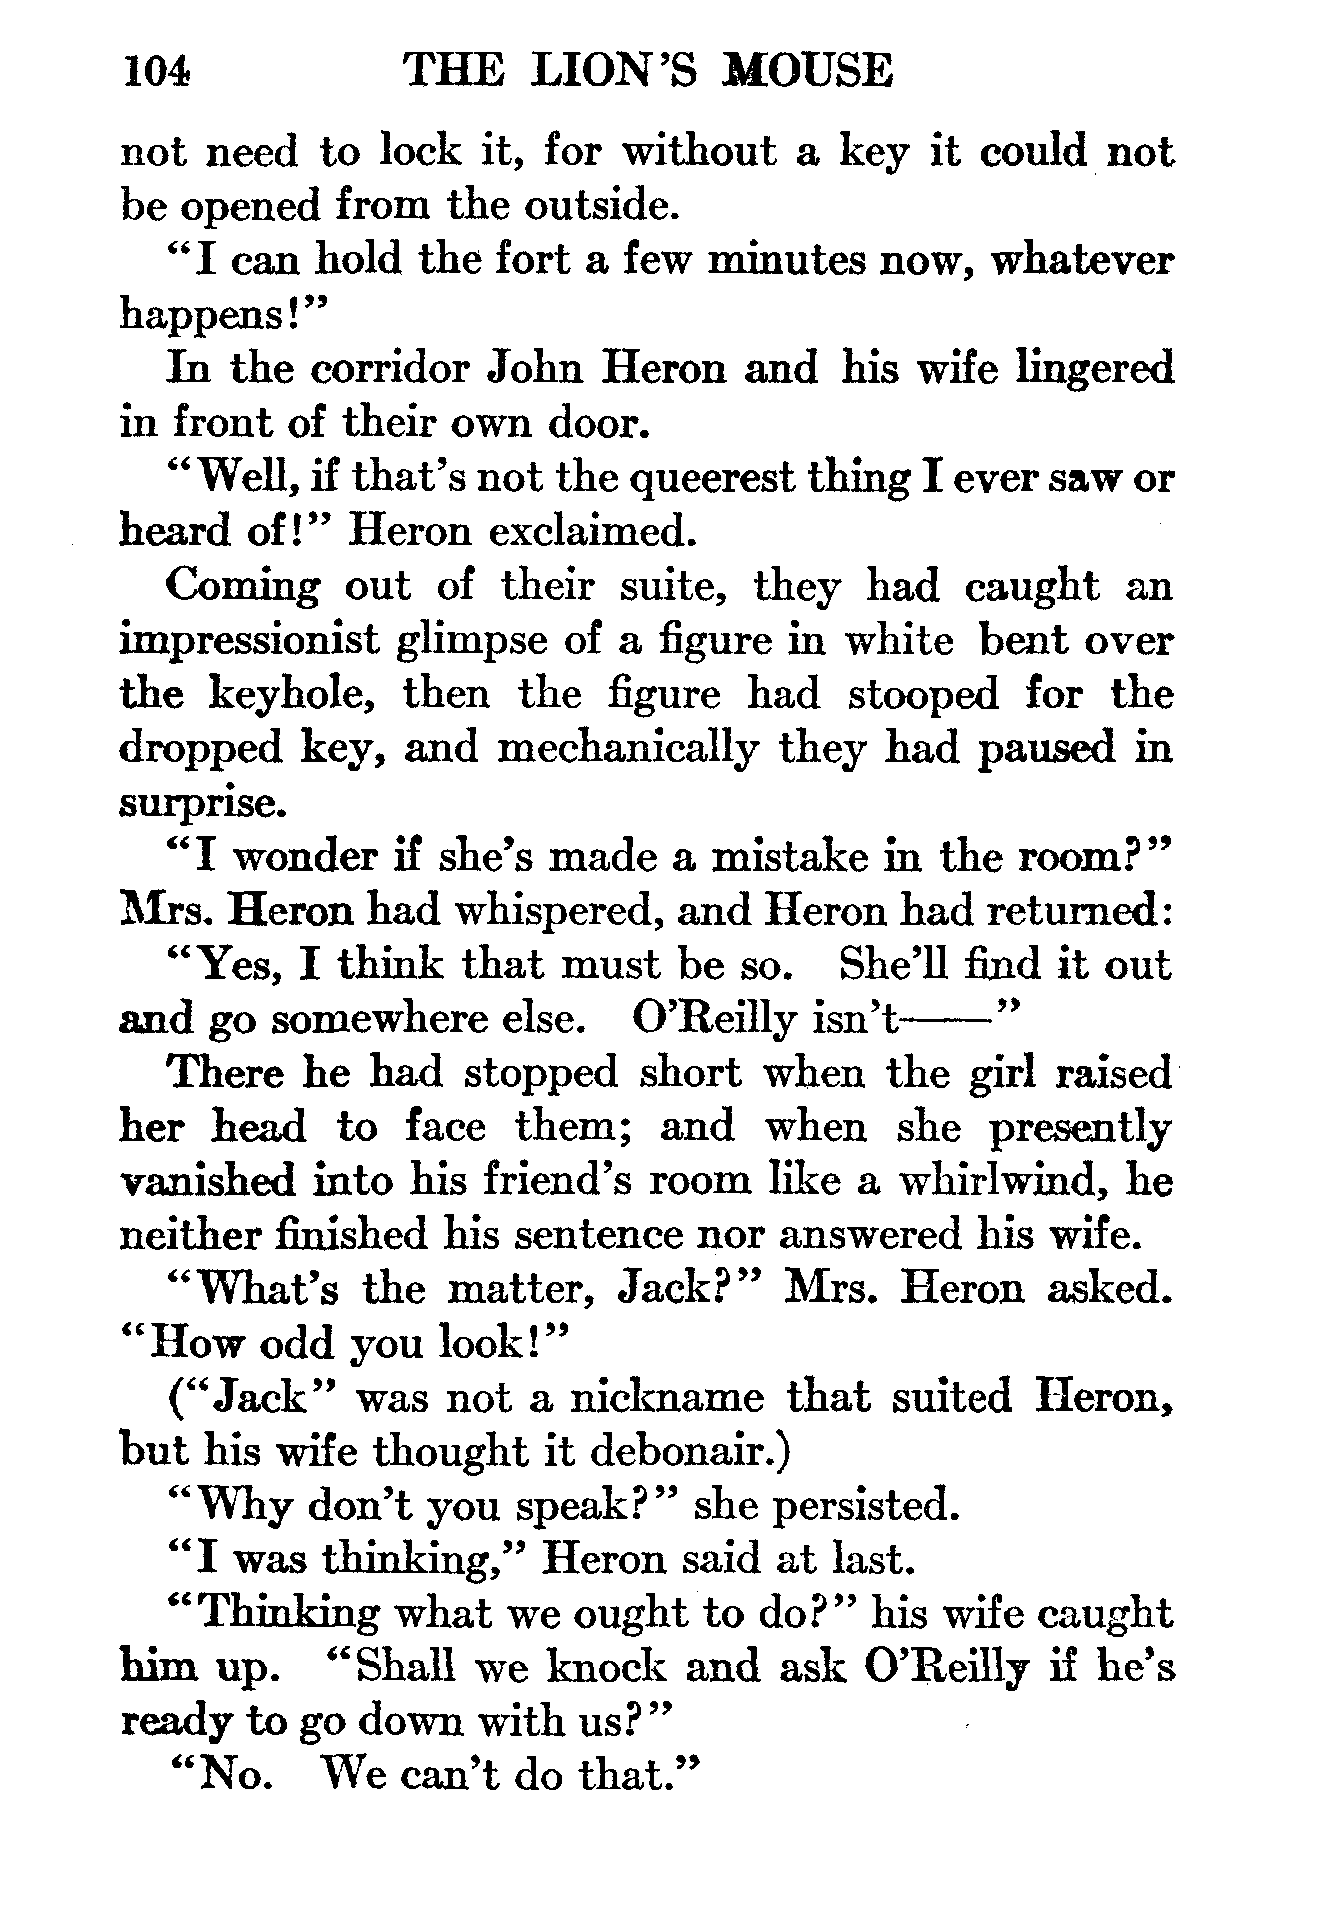 104 THE LION'S MOUSE
not need to lock it, for without a key it could not
be opened from the outside.
"I can hold the fort a few minutes now, whatever
happens!"
In the corridor John Heron and his wife lingered
in front of their own door.
"Well, if that's not the queerest thing I ever saw or
heard of!" Heron exclaimed.
Coming out of their suite, they had caught an
impressionist glimpse of a figure in white bent over
the keyhole, then the figure had stooped for the
dropped key, and mechanically they had paused in
surprise.
"I wonder if she's made a mistake in the room?"
Mrs. Heron had whispered, and Heron had returned:
"Yes, I think that must be so. She'll find it out
and go somewhere else. O'Reilly isn't——"
There he had stopped short when the girl raised
her head to face them; and when she presently
vanished into his friend's room like a whirlwind, he
neither finished his sentence nor answered his wife.
"What's the matter, Jack?" Mrs. Heron asked.
"How odd you look!"
("Jack" was not a nickname that suited Heron,
but his wife thought it debonair.)
"Why don't you speak?" she persisted.
"I was thinking," Heron said at last.
"Thinking what we ought to do?" his wife caught
him up. "Shall we knock and ask O'Reilly if he's
ready to go down with us?"
"No. We can't do that."